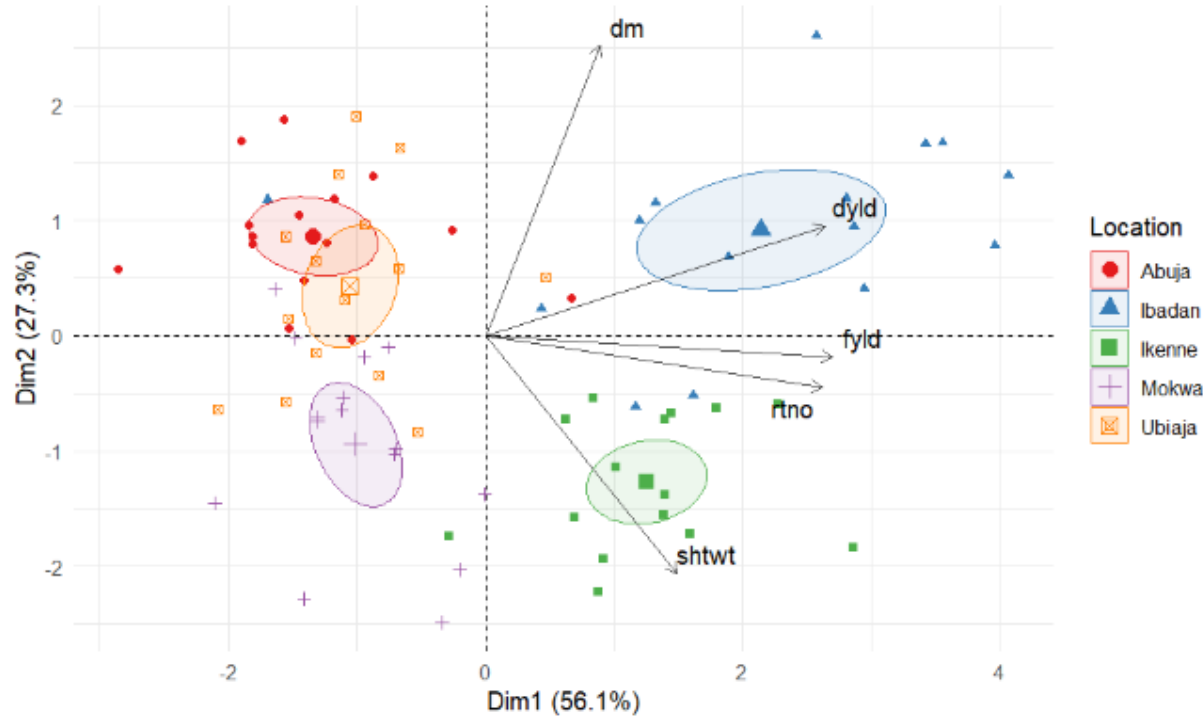 dm
2
1
dyld
0
fyld
rtno
-1
shtwt
-2
Dim2 (27.3%)
-2
0
2
4
Dim1 (56.1%)
Location
Abuja
Ibadan
Ikenne
Mokwa
Ubiaja